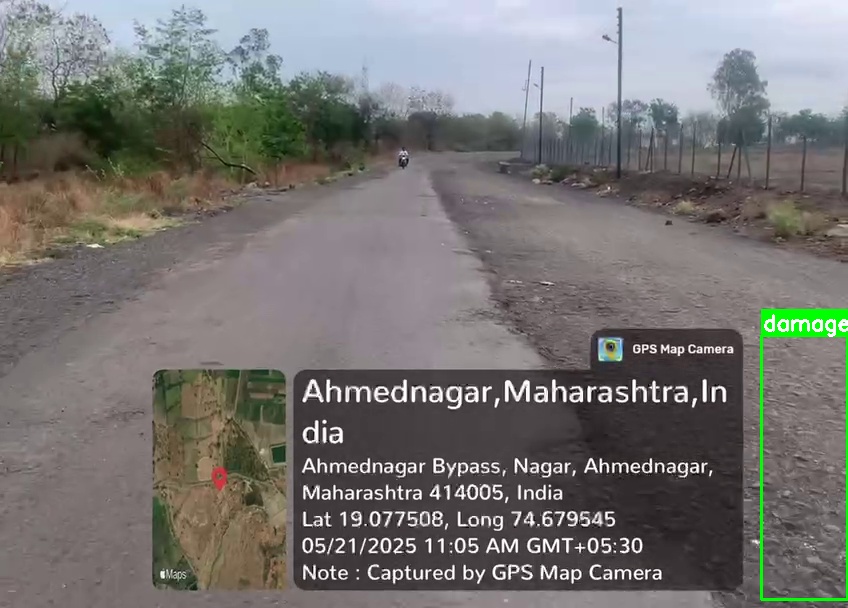 damage
GPS Map Camera
Ahmednagar,Maharashtra,In
dia
Ahmednagar Bypass, Nagar, Ahmednagar,
Maharashtra 414005, India
Lat 19.077508, Long 74.679545
05/21/2025 11:05 AM GMT+05:30
Note : Captured by GPS Map Camera
Maps